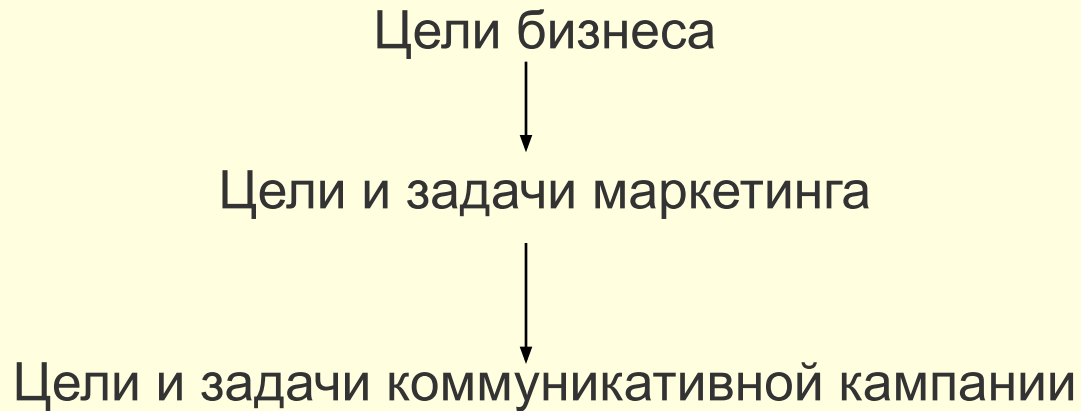 Цели бизнеса
Цели и задачи маркетинга
Цели и задачи коммуникативной кампании